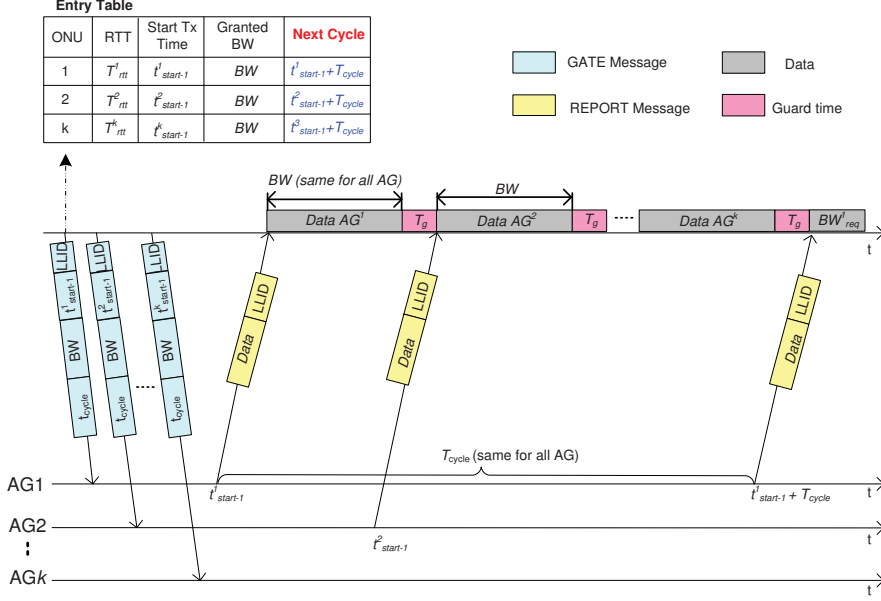 Entry Table
ONU RTT Start Tx Time Granted BW Next Cycle
1 T¹rtt t¹start-1 BW t¹start-1+Tcycle
2 T²rtt t²start-1 BW t²start-1+Tcycle
k Tᵏrtt tᵏstart-1 BW t³start-1+Tcycle
GATE Message
Data
REPORT Message
Guard time
BW (same for all AG)
BW
Data AG¹
Tg
Data AG²
Tg
Data AGᵏ
Tg
BW¹req
t
LLID
t¹start-1
BW
tcycle
LLID
t²start-1
BW
tcycle
LLID
tᵏstart-1
BW
tcycle
Data LLID
Data LLID
Data LLID
Tcycle (same for all AG)
AG1
t
t¹start-1
t¹start-1 + Tcycle
AG2
t
t²start-1
AGk
t